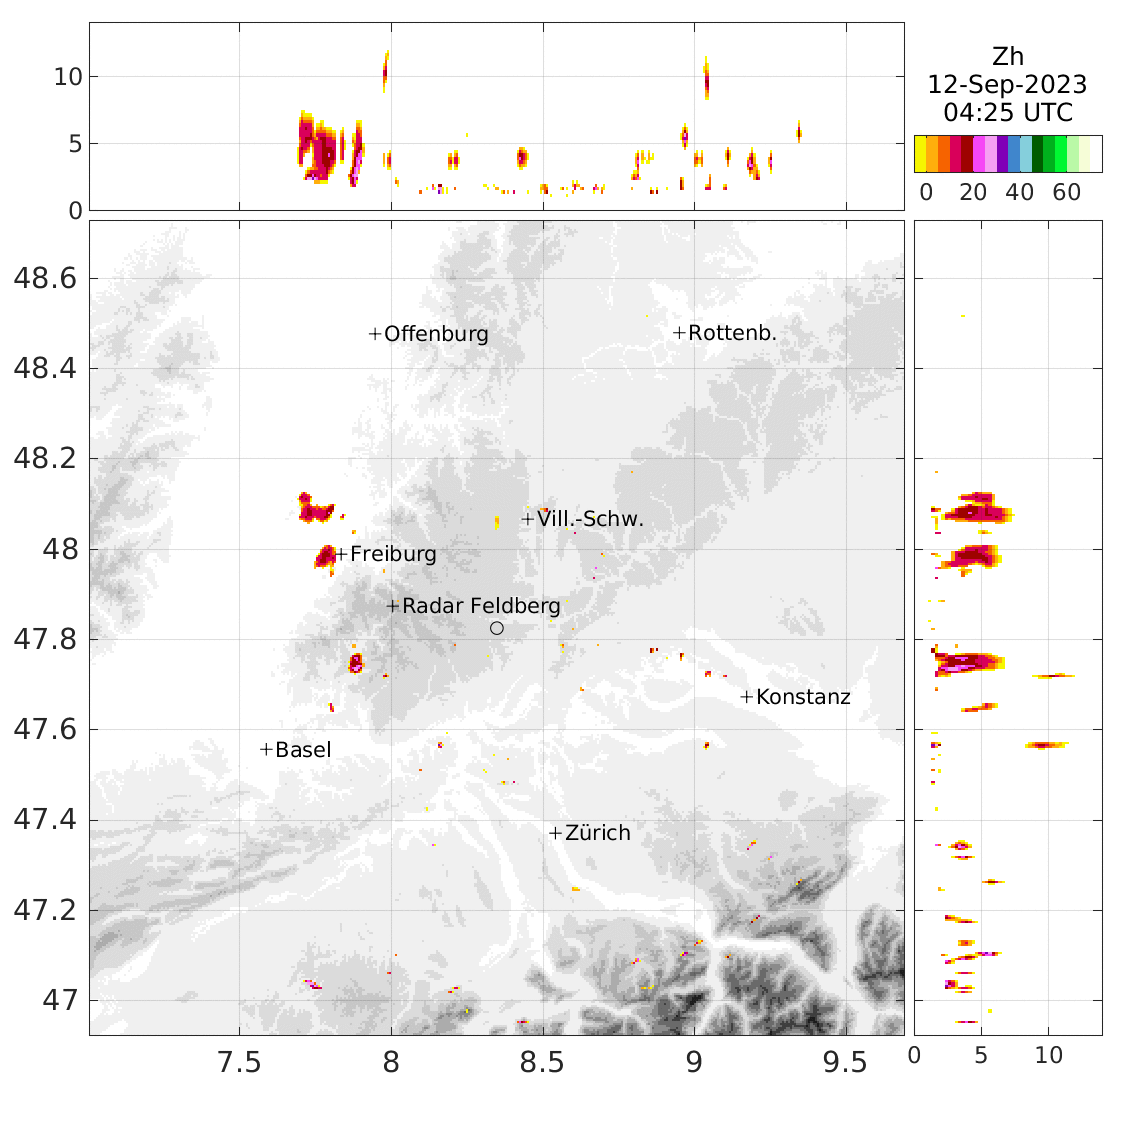 Zh
12-Sep-2023
04:25 UTC
0 20 40 60
10
5
0
48.6
48.4
48.2
48
47.8
47.6
47.4
47.2
47
Offenburg
Rottenb.
Vill.-Schw.
Freiburg
Radar Feldberg
Konstanz
Basel
Zürich
7.5 8 8.5 9 9.5
0 5 10